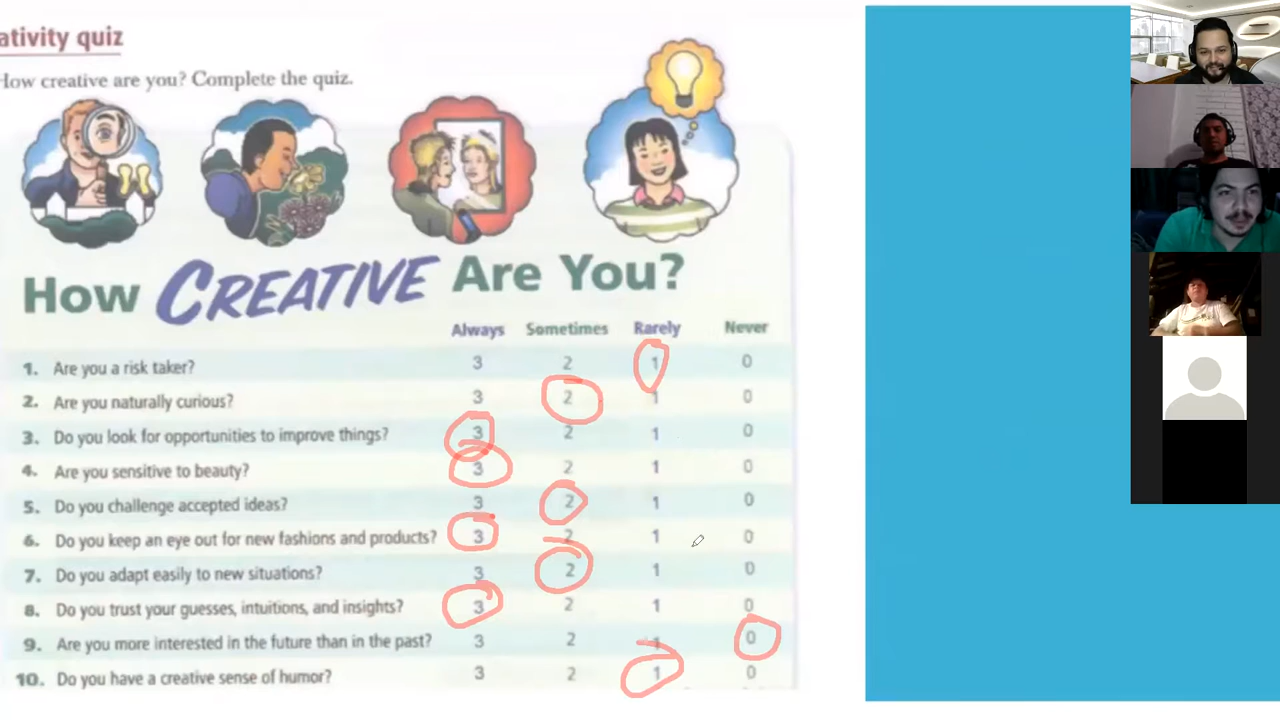 ativity quiz
How creative are you? Complete the quiz.
How CREATIVE Are You?
Always Sometimes Rarely Never
1. Are you a risk taker? 3 2 1 0
2. Are you naturally curious? 3 2 1 0
3. Do you look for opportunities to improve things? 3 2 1 0
4. Are you sensitive to beauty? 3 2 1 0
5. Do you challenge accepted ideas? 3 2 1 0
6. Do you keep an eye out for new fashions and products? 3 2 1 0
7. Do you adapt easily to new situations? 3 2 1 0
8. Do you trust your guesses, intuitions, and insights? 3 2 1 0
9. Are you more interested in the future than in the past? 3 2 1 0
10. Do you have a creative sense of humor? 3 2 1 0